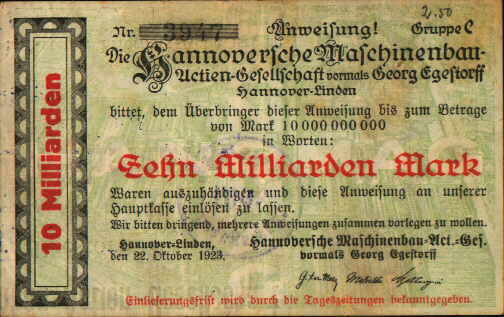 2.50
Nr. 3947 Anweisung! Gruppe C
Die Hannoversche Maschinenbau-
Actien-Gesellschaft vormals Georg Egestorff
Hannover-Linden
bittet, dem Überbringer dieser Anweisung bis zum Betrage
von Mark 10 000 000 000
in Worten:
Zehn Milliarden Mark
Waren auszuhändigen und diese Anweisung an unserer
Hauptkasse einlösen zu lassen.
Wir bitten dringend, mehrere Anweisungen zusammen vorlegen zu wollen.
Hannover-Linden,
den 22. Oktober 1923.
Hannoversche Maschinenbau-Act.-Ges.
vormals Georg Egestorff
Einlieferungsfrist wird durch die Tageszeitungen bekanntgegeben.
10 Milliarden